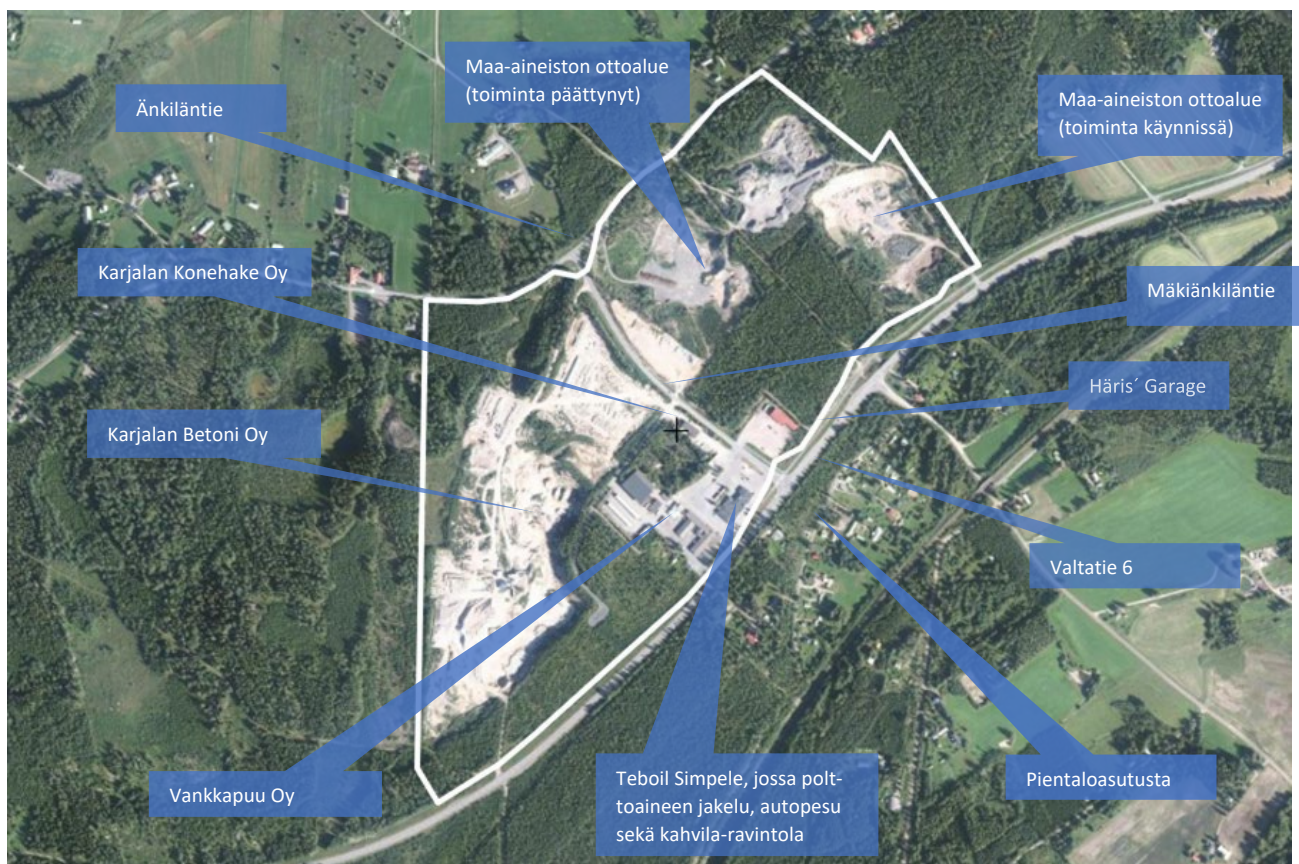 Maa-aineiston ottoalue
(toiminta päättynyt)
Änkiläntie
Maa-aineiston ottoalue
(toiminta käynnissä)
Karjalan Konehake Oy
Mäkiänkiläntie
Häris´ Garage
Karjalan Betoni Oy
Valtatie 6
Vankkapuu Oy
Teboil Simpele, jossa polt-
toaineen jakelu, autopesu
sekä kahvila-ravintola
Pientaloasutusta